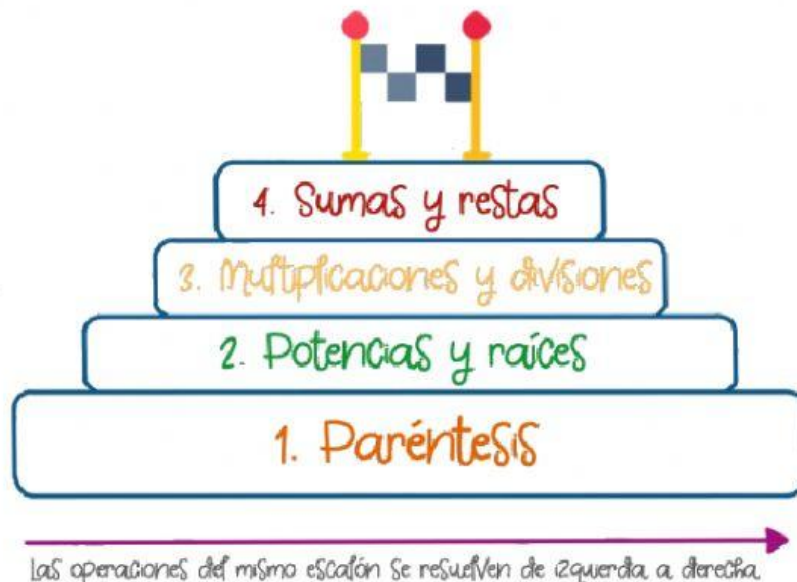 4. Sumas y restas
3. Multiplicaciones y divisiones
2. Potencias y raíces
1. Paréntesis
Las operaciones del mismo escalón se resuelven de izquierda a derecha.